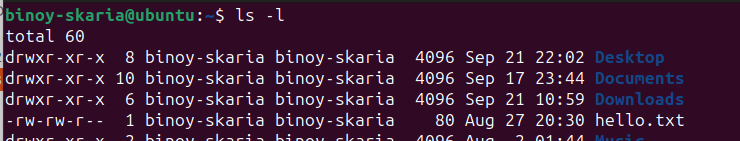 binoy-skaria@ubuntu:~$ ls -l
total 60
drwxr-xr-x  8 binoy-skaria binoy-skaria  4096 Sep 21 22:02 Desktop
drwxr-xr-x 10 binoy-skaria binoy-skaria  4096 Sep 17 23:44 Documents
drwxr-xr-x  6 binoy-skaria binoy-skaria  4096 Sep 21 10:59 Downloads
-rw-rw-r--  1 binoy-skaria binoy-skaria    80 Aug 27 20:30 hello.txt
drwxr-xr-x  2 binoy-skaria binoy-skaria  4096 Aug  2 01:44 Music